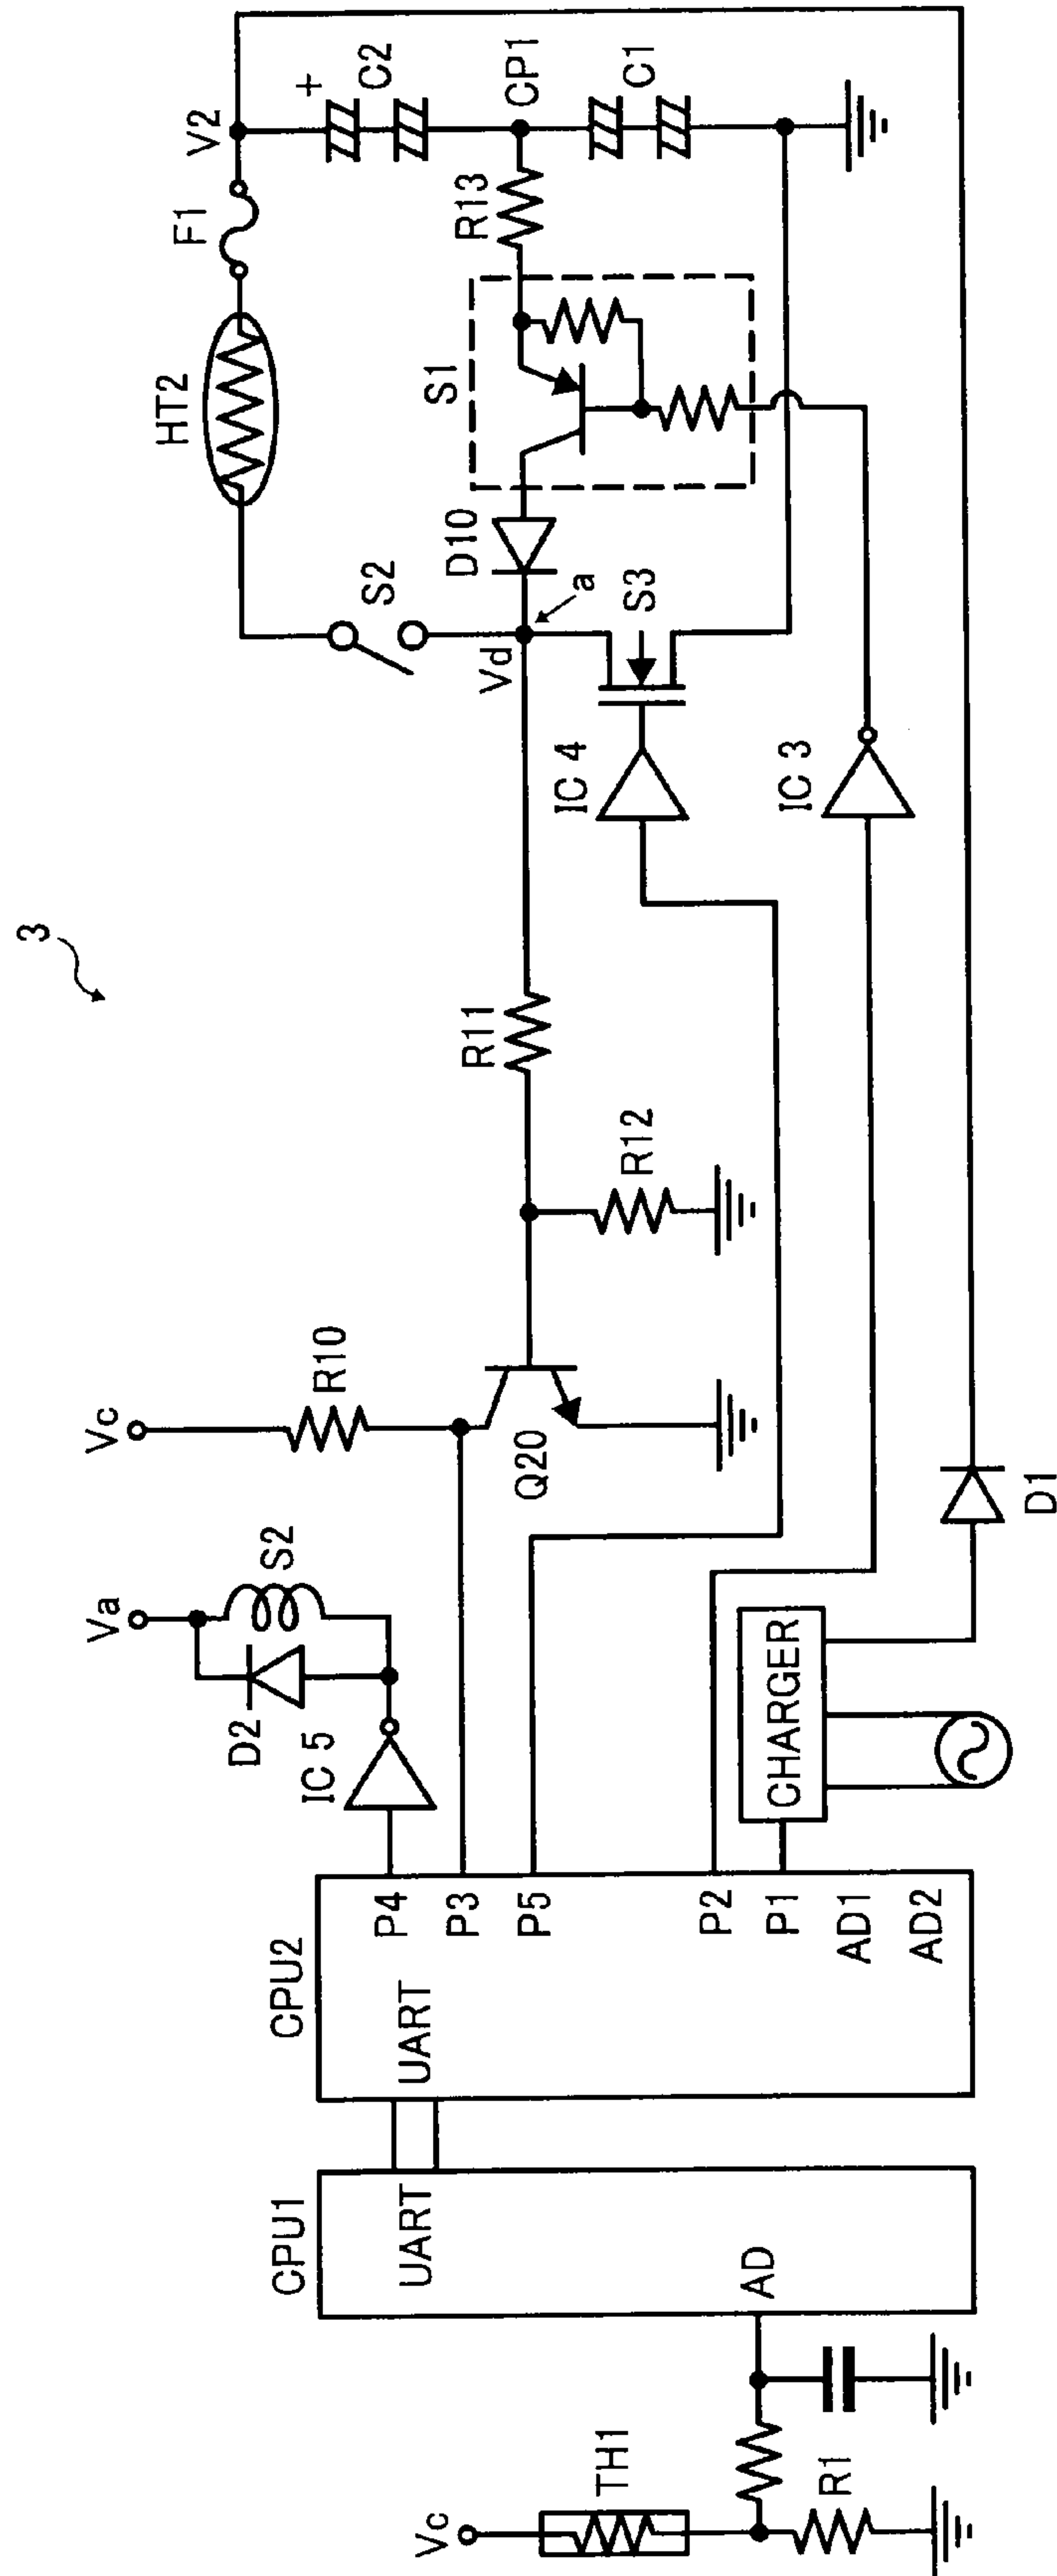 3
Vc
TH1
R1
CPU1
UART
AD
CPU2
UART
P4
P3
P5
P2
P1
AD1
AD2
Va
D2
S2
IC 5
CHARGER
D1
Vc
R10
Q20
R12
R11
IC 4
IC 3
S3
Vd
a
S2
D10
S1
HT2
F1
V2
R13
+
C2
CP1
C1